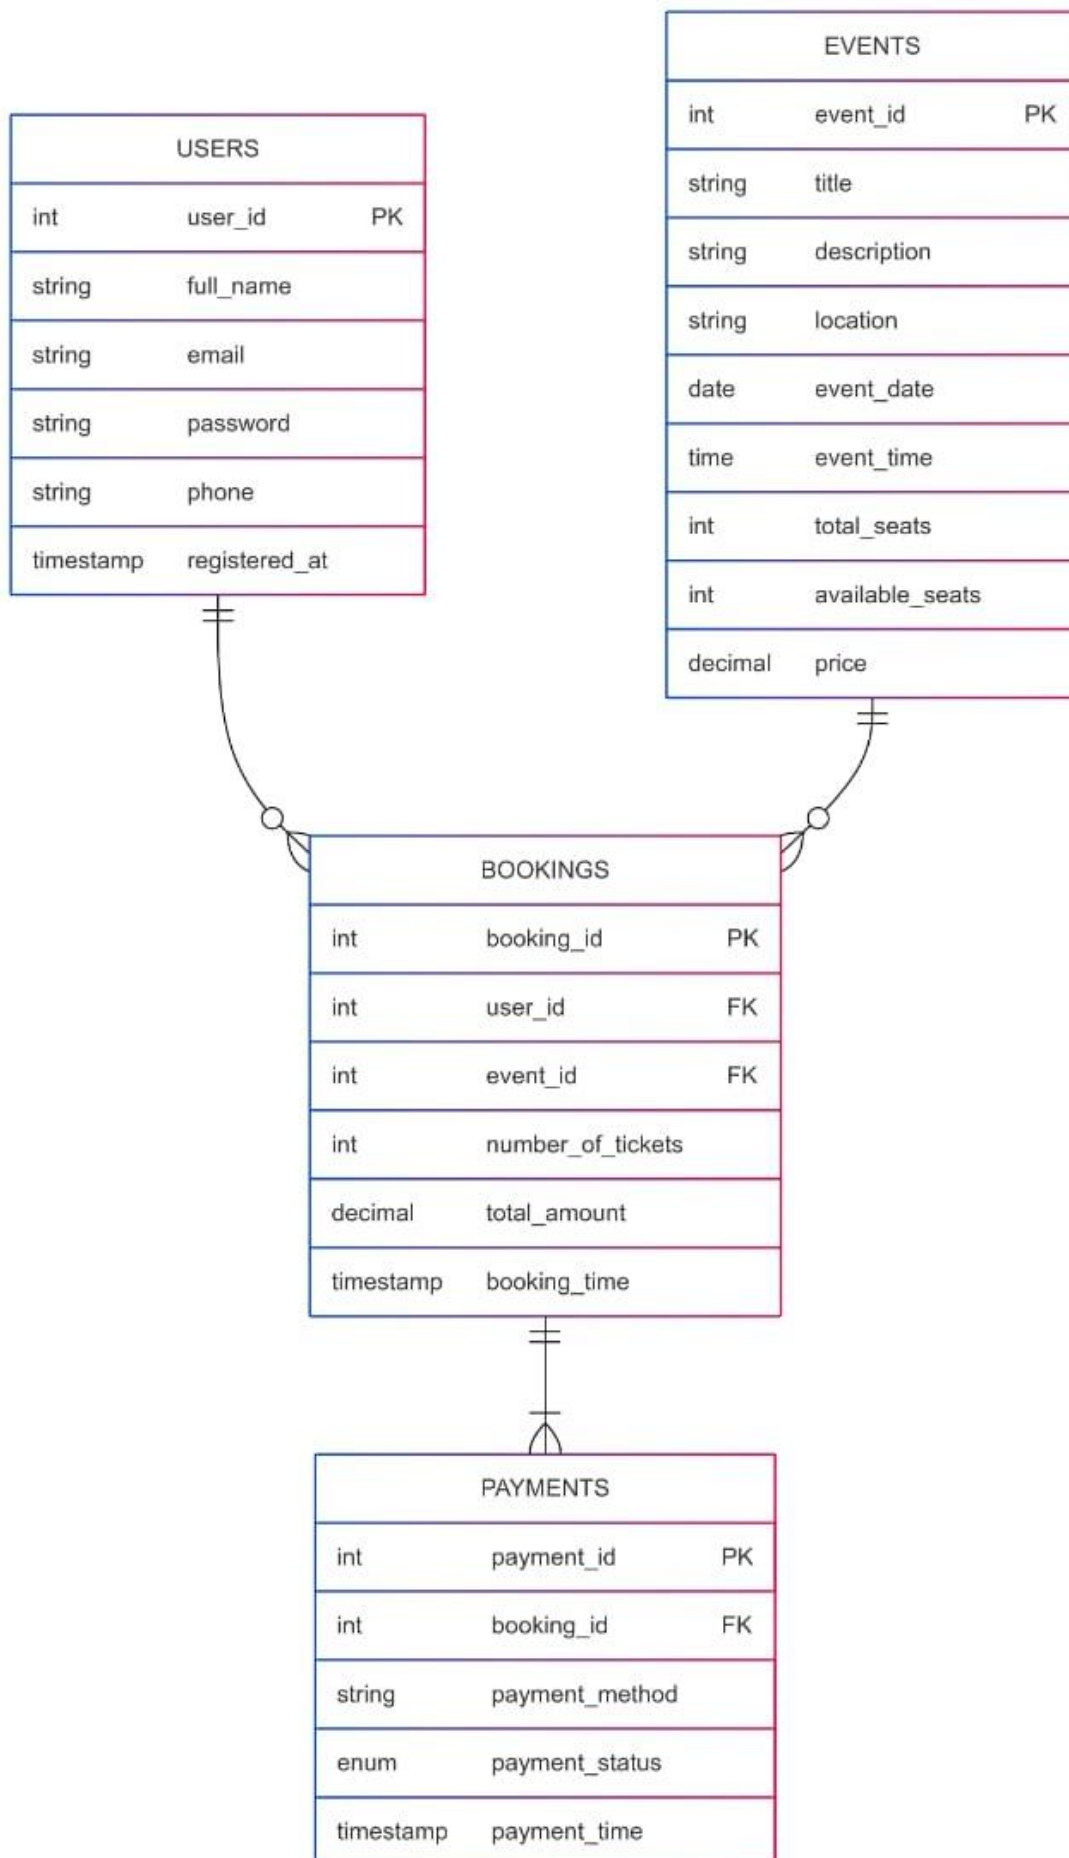 USERS
int user_id PK
string full_name
string email
string password
string phone
timestamp registered_at
EVENTS
int event_id PK
string title
string description
string location
date event_date
time event_time
int total_seats
int available_seats
decimal price
BOOKINGS
int booking_id PK
int user_id FK
int event_id FK
int number_of_tickets
decimal total_amount
timestamp booking_time
PAYMENTS
int payment_id PK
int booking_id FK
string payment_method
enum payment_status
timestamp payment_time